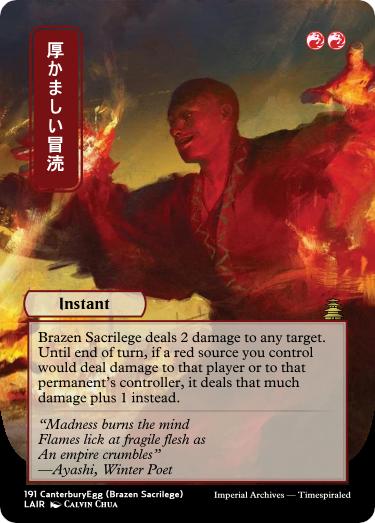 厚かましい冒涜
Instant
Brazen Sacrilege deals 2 damage to any target.
Until end of turn, if a red source you control
would deal damage to that player or to that
permanent's controller, it deals that much
damage plus 1 instead.
“Madness burns the mind
Flames lick at fragile flesh as
An empire crumbles”
—Ayashi, Winter Poet
191 CanterburyEgg (Brazen Sacrilege)
LAIR Calvin Chua
Imperial Archives — Timespiraled